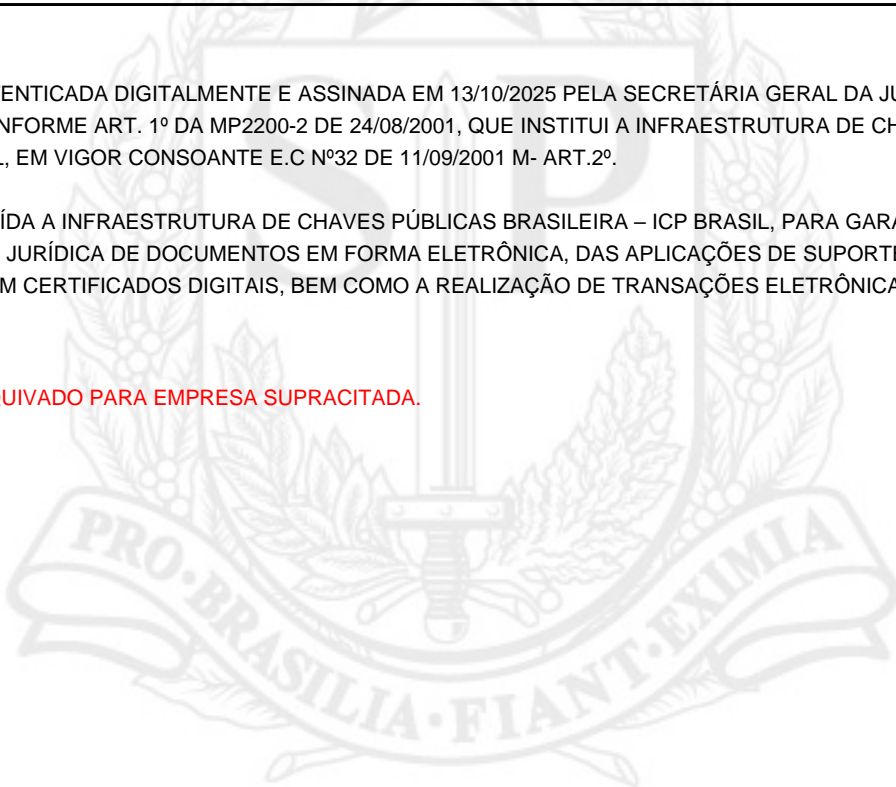 ENTICADA DIGITALMENTE E ASSINADA EM 13/10/2025 PELA SECRETÁRIA GERAL DA JU
NFORME ART. 1º DA MP2200-2 DE 24/08/2001, QUE INSTITUI A INFRAESTRUTURA DE CH
L, EM VIGOR CONSOANTE E.C Nº32 DE 11/09/2001 M- ART.2º.
ÍDA A INFRAESTRUTURA DE CHAVES PÚBLICAS BRASILEIRA – ICP BRASIL, PARA GARA
JURÍDICA DE DOCUMENTOS EM FORMA ELETRÔNICA, DAS APLICAÇÕES DE SUPORTE
M CERTIFICADOS DIGITAIS, BEM COMO A REALIZAÇÃO DE TRANSAÇÕES ELETRÔNICA
UIVADO PARA EMPRESA SUPRACITADA.
SP
PRO·BRASILIA·FIANT·EXIMIA